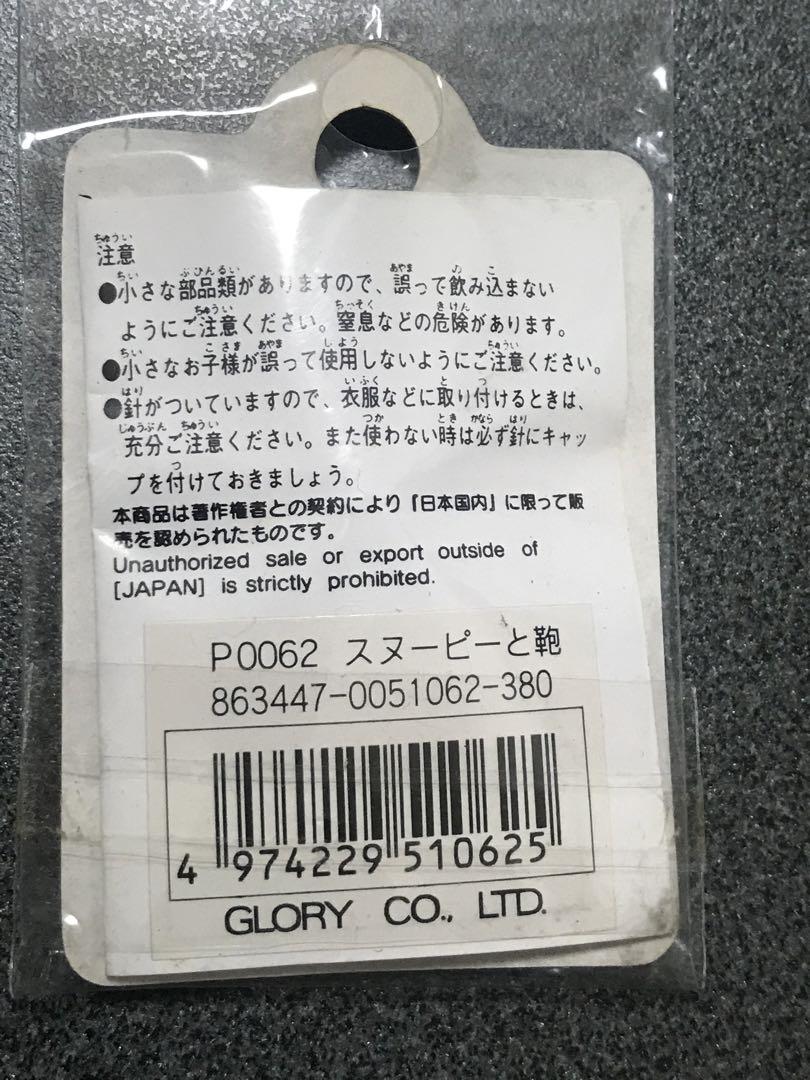 注意
●小さな部品類がありますので、誤って飲み込まない
ようにご注意ください。窒息などの危険があります。
●小さなお子様が誤って使用しないようにご注意ください。
●針がついていますので、衣服などに取り付けるときは、
充分ご注意ください。また使わない時は必ず針にキャッ
プを付けておきましょう。
本商品は著作権者との契約により「日本国内」に限って販
売を認められたものです。
Unauthorized sale or export outside of
[JAPAN] is strictly prohibited.
P0062 スヌーピーと鞄
863447-0051062-380
4 974229 510625
GLORY CO., LTD.